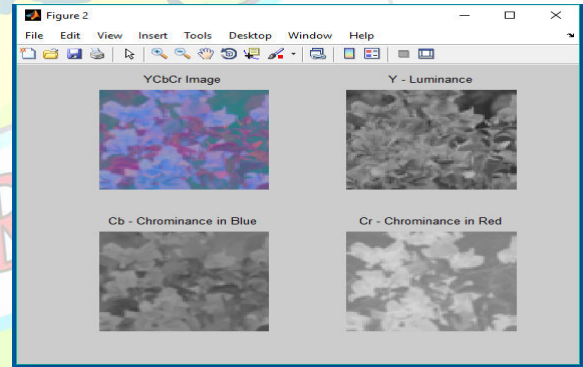 Figure 2
File Edit View Insert Tools Desktop Window Help
YCbCr Image
Y - Luminance
Cb - Chrominance in Blue
Cr - Chrominance in Red